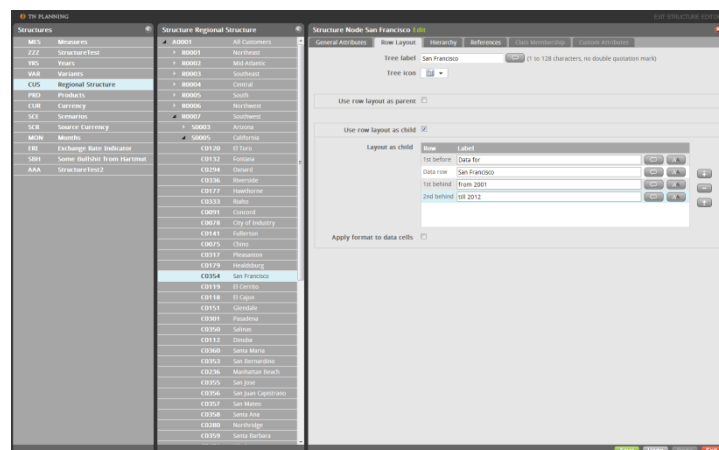 TN PLANNING
EXIT STRUCTURE EDITOR
Structures
MES Measures
ZZZ StructureTest
YRS Years
VAR Variants
CUS Regional Structure
PRD Products
CUR Currency
SCE Scenarios
SCR Source Currency
MON Months
ERI Exchange Rate Indicator
SBH Some Bullshit from Hartmut
AAA StructureTest2
Structure Regional Structure
A0001 All Customers
R0001 Northeast
R0002 Mid-Atlantic
R0003 Southeast
R0004 Central
R0005 South
R0006 Northwest
R0007 Southwest
S0003 Arizona
S0005 California
C0120 El Toro
C0132 Fontana
C0294 Oxnard
C0336 Riverside
C0177 Hawthorne
C0333 Rialto
C0091 Concord
C0078 City of Industry
C0141 Fullerton
C0075 Chino
C0317 Pleasanton
C0179 Healdsburg
C0354 San Francisco
C0119 El Cerrito
C0118 El Cajon
C0151 Glendale
C0301 Pasadena
C0350 Salinas
C0112 Dinuba
C0360 Santa Maria
C0353 San Bernardino
C0236 Manhattan Beach
C0355 San Jose
C0356 San Juan Capistrano
C0357 San Mateo
C0358 Santa Ana
C0280 Northridge
C0359 Santa Barbara
Structure Node San Francisco Edit
General Attributes Row Layout Hierarchy References Class Membership Custom Attributes
Tree label San Francisco (1 to 128 characters, no double quotation mark)
Tree icon
Use row layout as parent
Use row layout as child
Layout as child Row Label
1st before Data for
Data row San Francisco
1st behind from 2001
2nd behind till 2012
Apply format to data cells